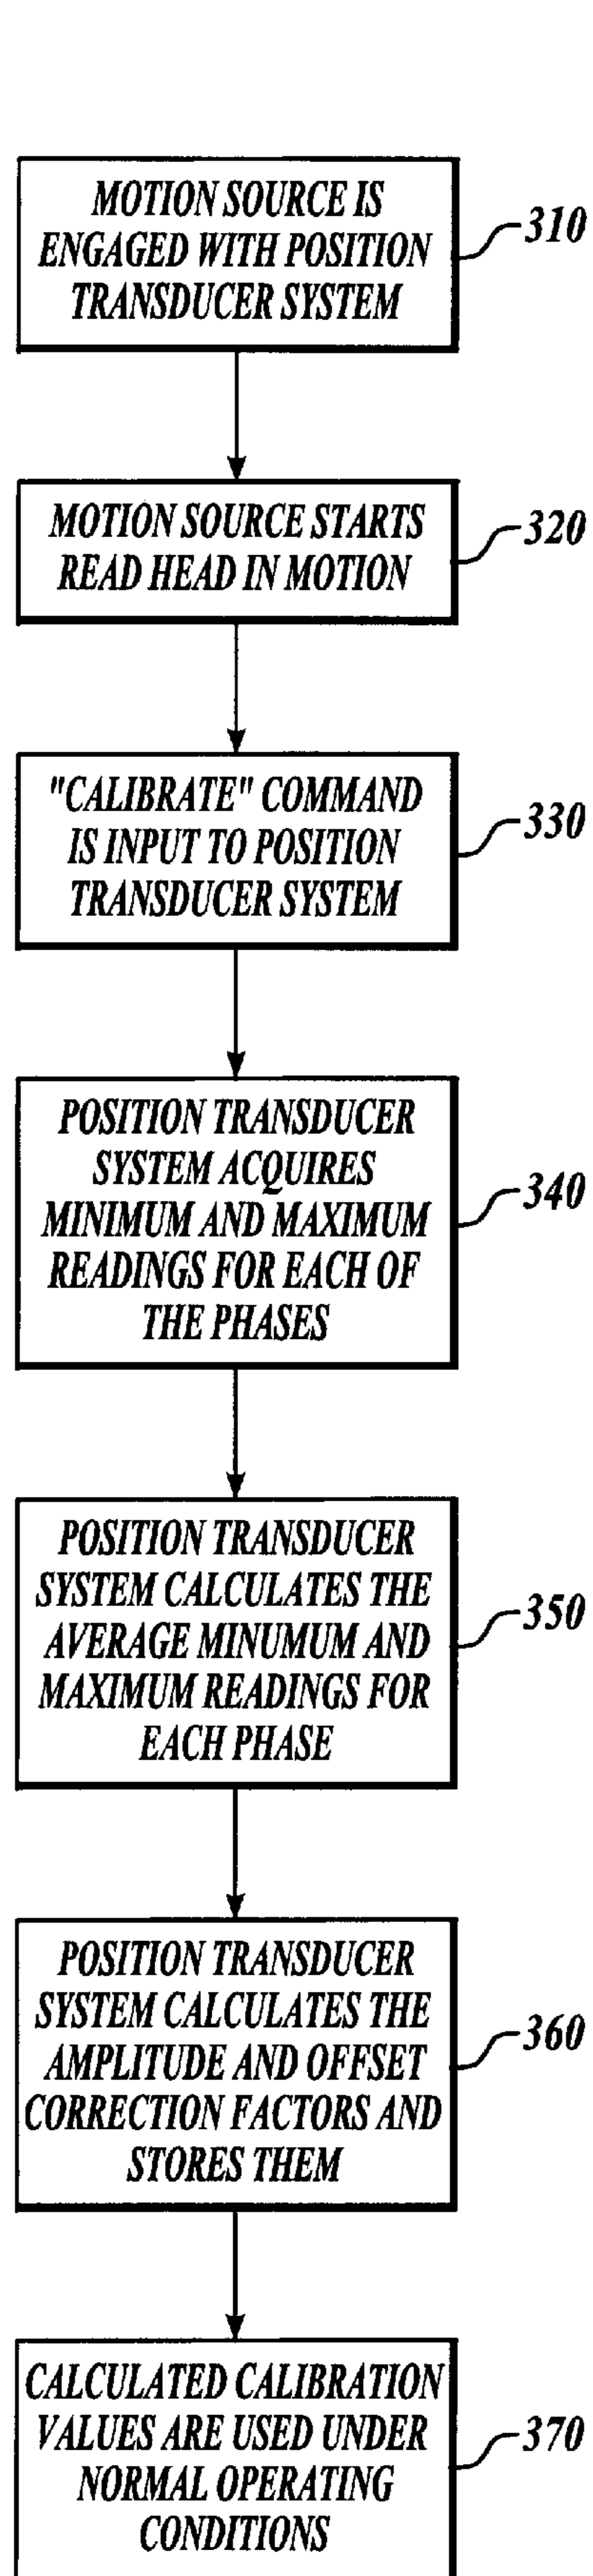 MOTION SOURCE IS
ENGAGED WITH POSITION
TRANSDUCER SYSTEM
310
MOTION SOURCE STARTS
READ HEAD IN MOTION
320
"CALIBRATE" COMMAND
IS INPUT TO POSITION
TRANSDUCER SYSTEM
330
POSITION TRANSDUCER
SYSTEM ACQUIRES
MINIMUM AND MAXIMUM
READINGS FOR EACH OF
THE PHASES
340
POSITION TRANSDUCER
SYSTEM CALCULATES THE
AVERAGE MINUMUM AND
MAXIMUM READINGS FOR
EACH PHASE
350
POSITION TRANSDUCER
SYSTEM CALCULATES THE
AMPLITUDE AND OFFSET
CORRECTION FACTORS AND
STORES THEM
360
CALCULATED CALIBRATION
VALUES ARE USED UNDER
NORMAL OPERATING
CONDITIONS
370